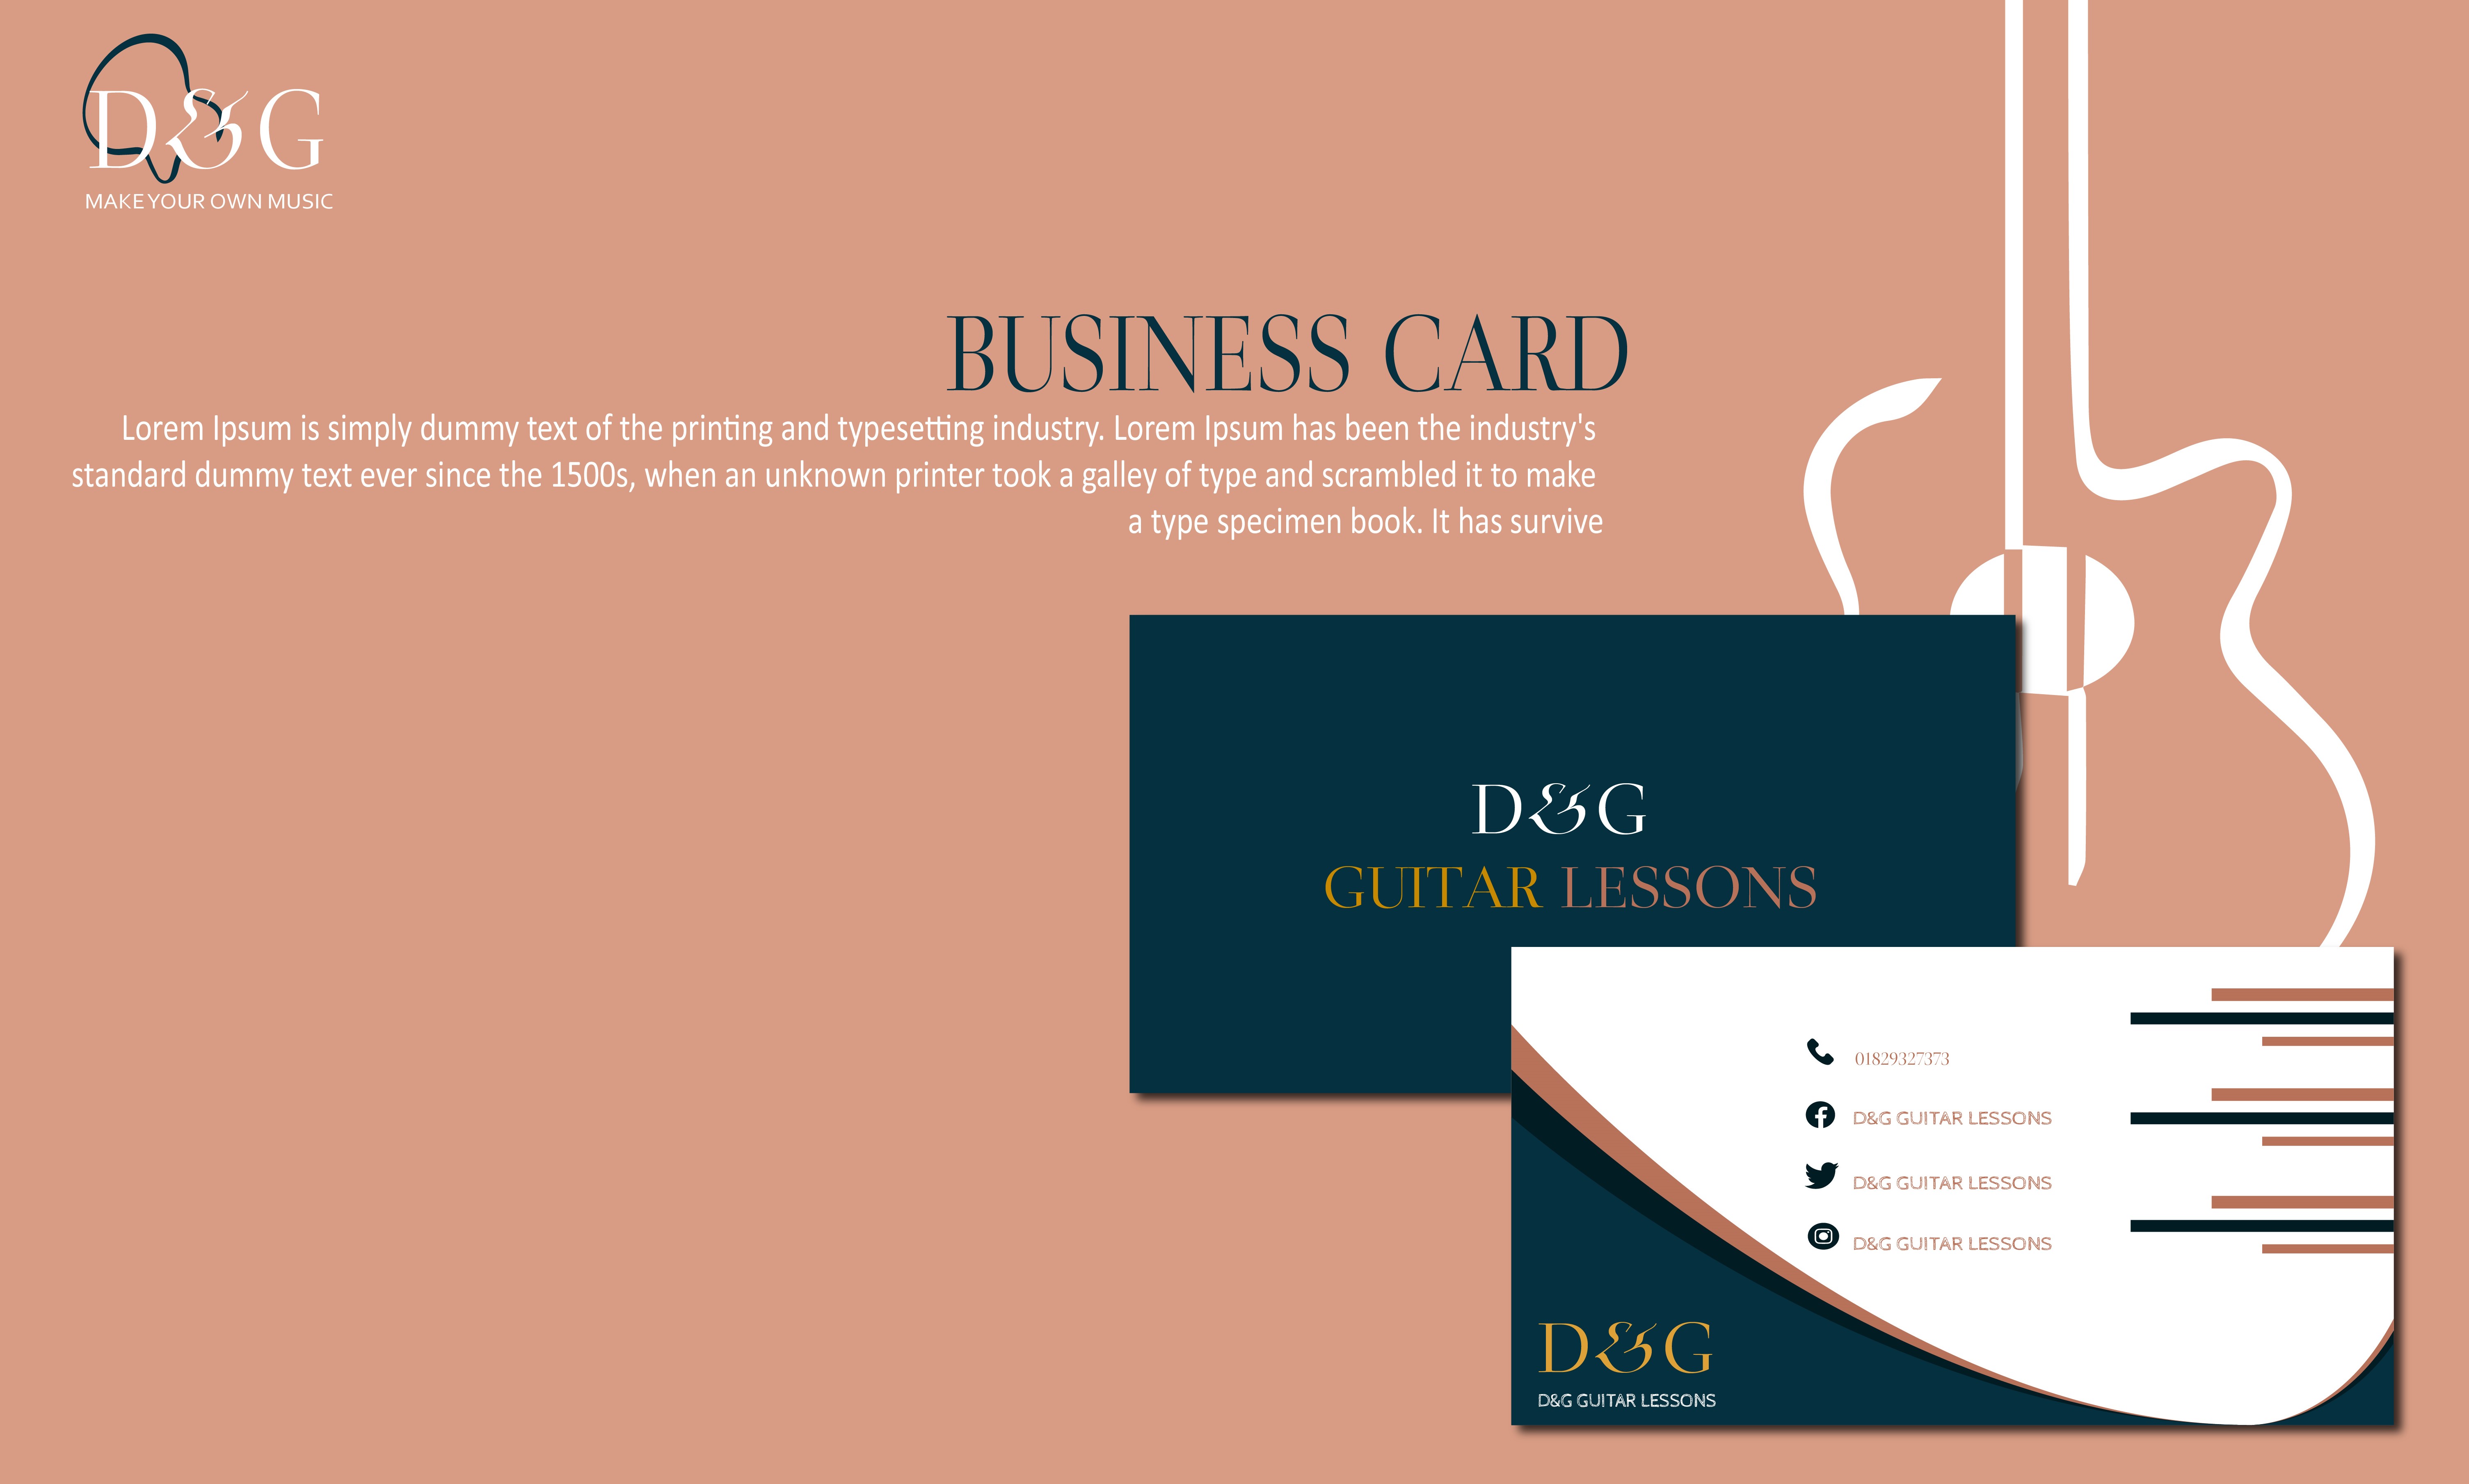 D&G
MAKE YOUR OWN MUSIC
BUSINESS CARD
Lorem Ipsum is simply dummy text of the printing and typesetting industry. Lorem Ipsum has been the industry's
standard dummy text ever since the 1500s, when an unknown printer took a galley of type and scrambled it to make
a type specimen book. It has survive
D&G
GUITAR LESSONS
01829327373
D&G GUITAR LESSONS
D&G GUITAR LESSONS
D&G GUITAR LESSONS
D&G
D&G GUITAR LESSONS